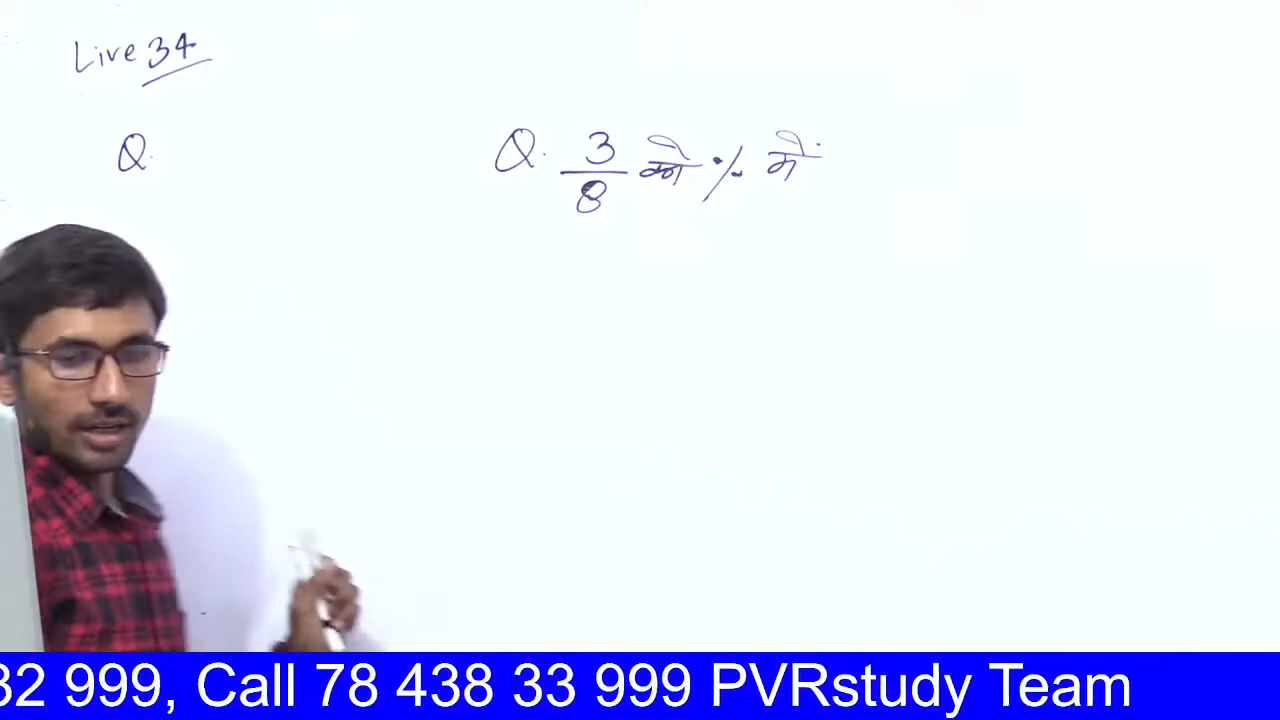 Live 34
Q.
Q. 3/8 को % में
32 999, Call 78 438 33 999 PVRstudy Team